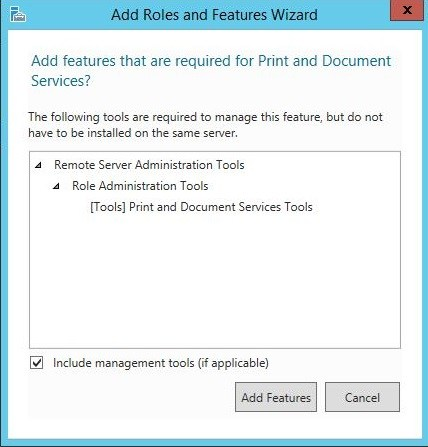 Add Roles and Features Wizard
x
Add features that are required for Print and Document
Services?
The following tools are required to manage this feature, but do not
have to be installed on the same server.
Remote Server Administration Tools
Role Administration Tools
[Tools] Print and Document Services Tools
Include management tools (if applicable)
Add Features
Cancel